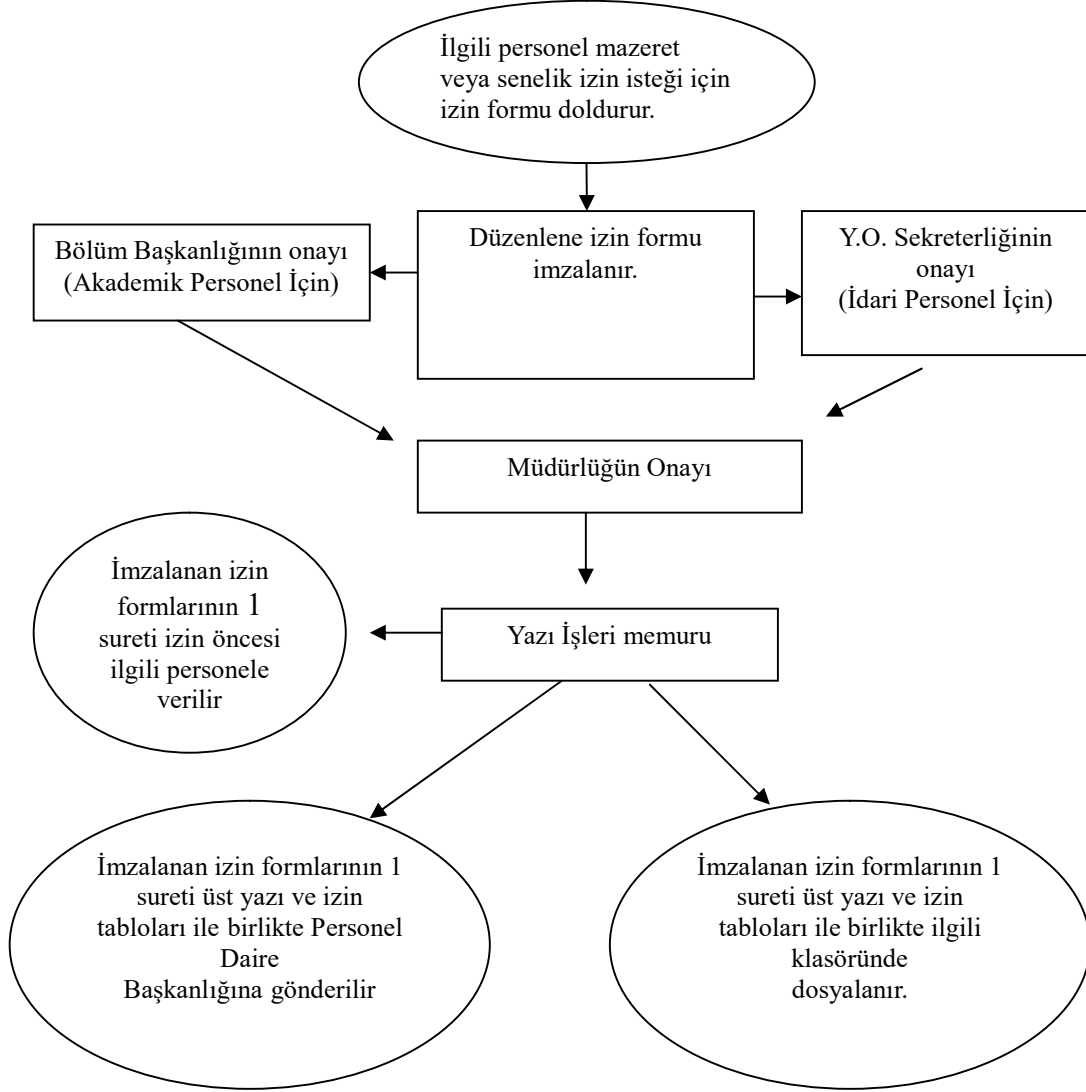 İlgili personel mazeret
veya senelik izin isteği için
izin formu doldurur.
Bölüm Başkanlığının onayı
(Akademik Personel İçin)
Düzenlene izin formu
imzalanır.
Y.O. Sekreterliğinin
onayı
(İdari Personel İçin)
Müdürlüğün Onayı
İmzalanan izin
formlarının 1
sureti izin öncesi
ilgili personele
verilir
Yazı İşleri memuru
İmzalanan izin formlarının 1
sureti üst yazı ve izin
tabloları ile birlikte Personel
Daire
Başkanlığına gönderilir
İmzalanan izin formlarının 1
sureti üst yazı ve izin
tabloları ile birlikte ilgili
klasöründe
dosyalanır.